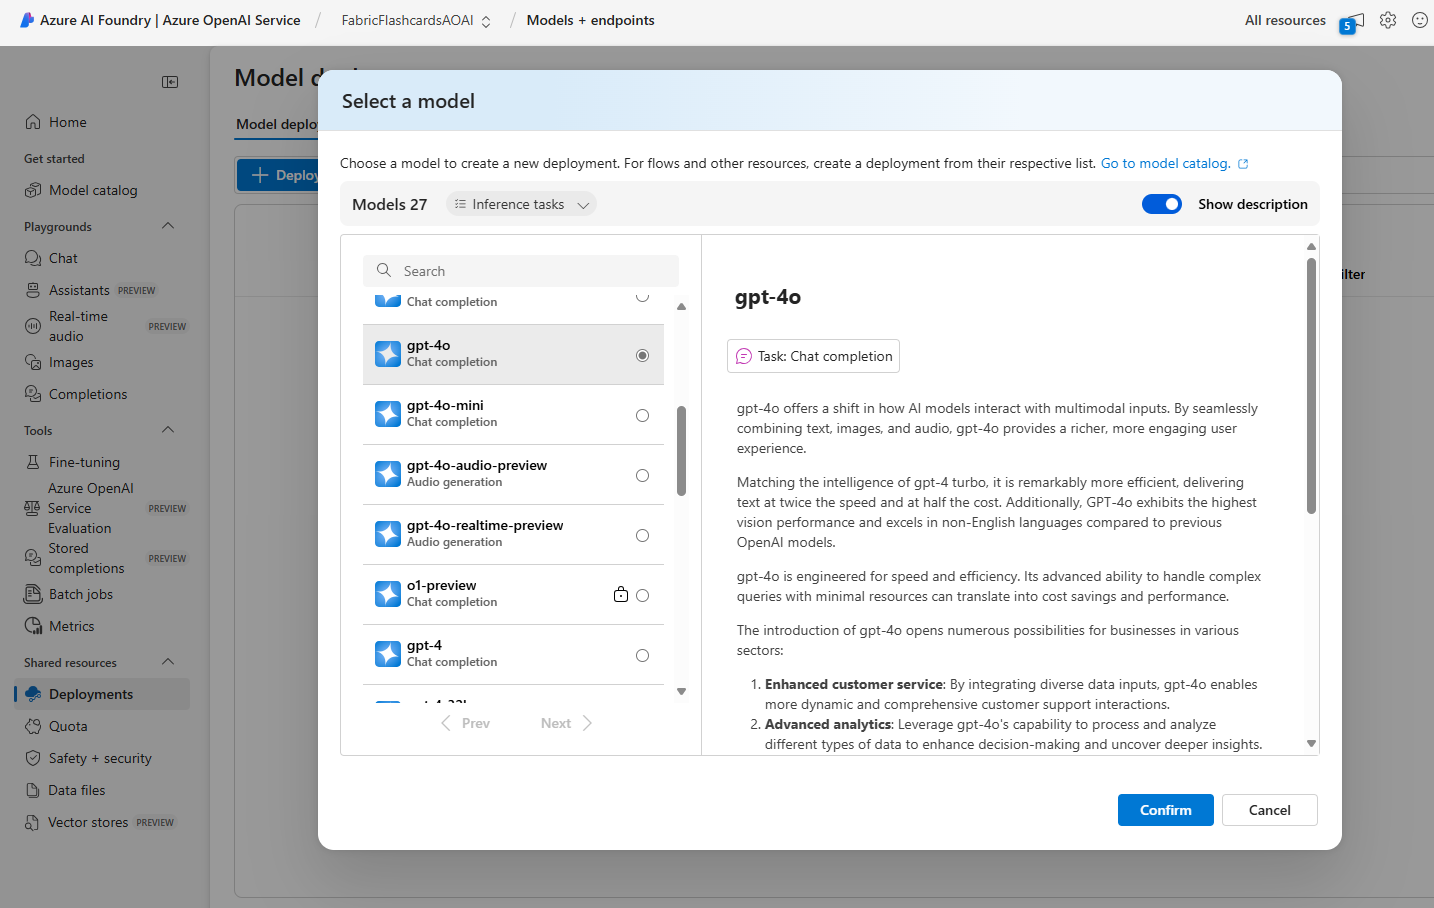 Azure AI Foundry | Azure OpenAI Service / FabricFlashcardsAOAI / Models + endpoints
All resources
5
Home
Get started
Model catalog
Playgrounds
Chat
Assistants PREVIEW
Real-time
audio
PREVIEW
Images
Completions
Tools
Fine-tuning
Azure OpenAI
Service
Evaluation
PREVIEW
Stored
completions
PREVIEW
Batch jobs
Metrics
Shared resources
Deployments
Quota
Safety + security
Data files
Vector stores PREVIEW
Model d
Model deplo
+ Deploy
Select a model
Choose a model to create a new deployment. For flows and other resources, create a deployment from their respective list. Go to model catalog.
Models 27
Inference tasks
Show description
Search
Chat completion
gpt-4o
Chat completion
gpt-4o-mini
Chat completion
gpt-4o-audio-preview
Audio generation
gpt-4o-realtime-preview
Audio generation
o1-preview
Chat completion
gpt-4
Chat completion
Prev
Next
gpt-4o
Task: Chat completion
gpt-4o offers a shift in how AI models interact with multimodal inputs. By seamlessly
combining text, images, and audio, gpt-4o provides a richer, more engaging user
experience.
Matching the intelligence of gpt-4 turbo, it is remarkably more efficient, delivering
text at twice the speed and at half the cost. Additionally, GPT-4o exhibits the highest
vision performance and excels in non-English languages compared to previous
OpenAI models.
gpt-4o is engineered for speed and efficiency. Its advanced ability to handle complex
queries with minimal resources can translate into cost savings and performance.
The introduction of gpt-4o opens numerous possibilities for businesses in various
sectors:
1. Enhanced customer service: By integrating diverse data inputs, gpt-4o enables
more dynamic and comprehensive customer support interactions.
2. Advanced analytics: Leverage gpt-4o's capability to process and analyze
different types of data to enhance decision-making and uncover deeper insights.
ilter
Confirm
Cancel